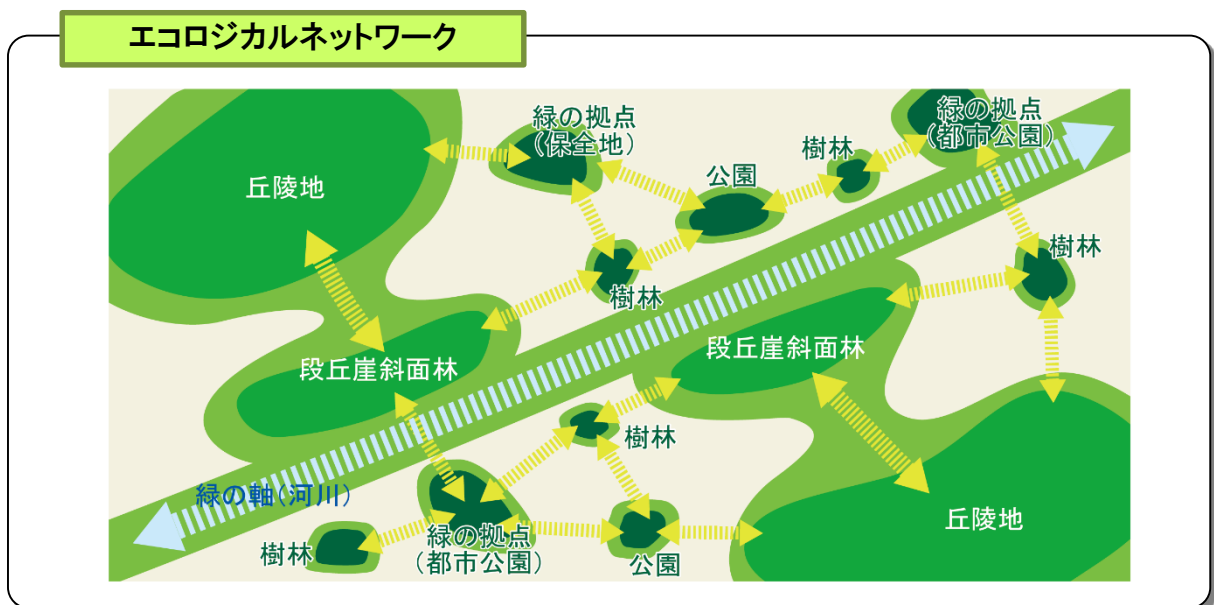 エコロジカルネットワーク
緑の拠点
(保全地)
緑の拠点
(都市公園)
樹林
公園
丘陵地
樹林
樹林
段丘崖斜面林
段丘崖斜面林
樹林
緑の軸(河川)
丘陵地
緑の拠点
(都市公園)
樹林
公園